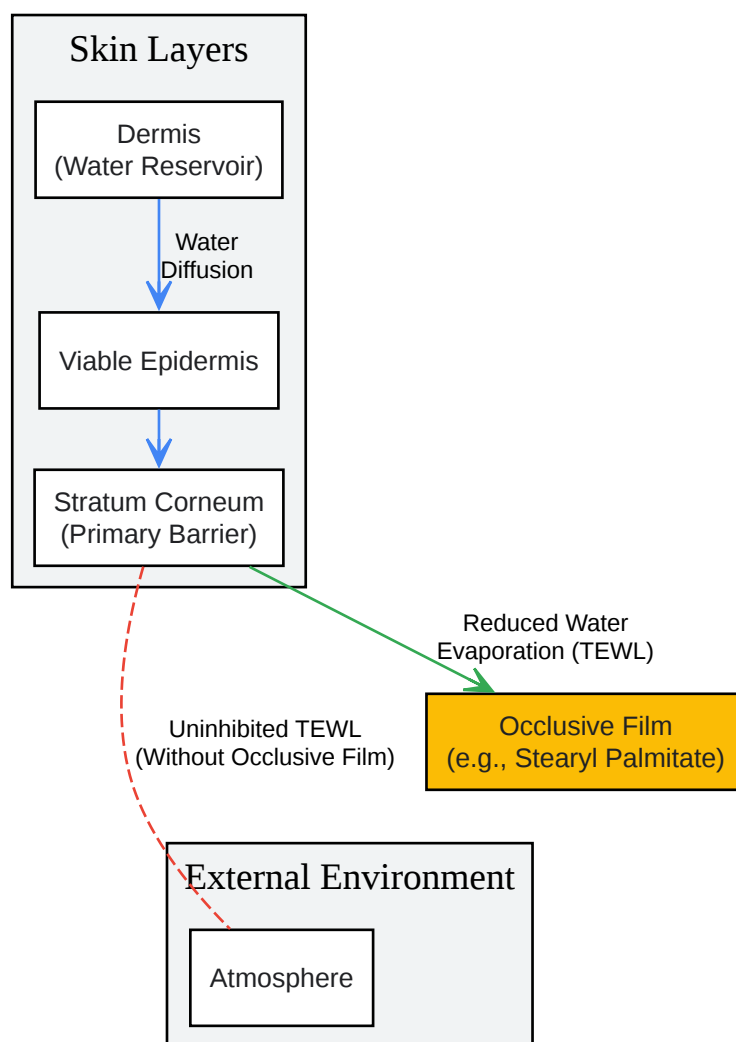 Skin Layers
Dermis
(Water Reservoir)
Water
Diffusion
Viable Epidermis
Stratum Corneum
(Primary Barrier)
Reduced Water
Evaporation (TEWL)
Uninhibited TEWL
(Without Occlusive Film)
Occlusive Film
(e.g., Stearyl Palmitate)
External Environment
Atmosphere